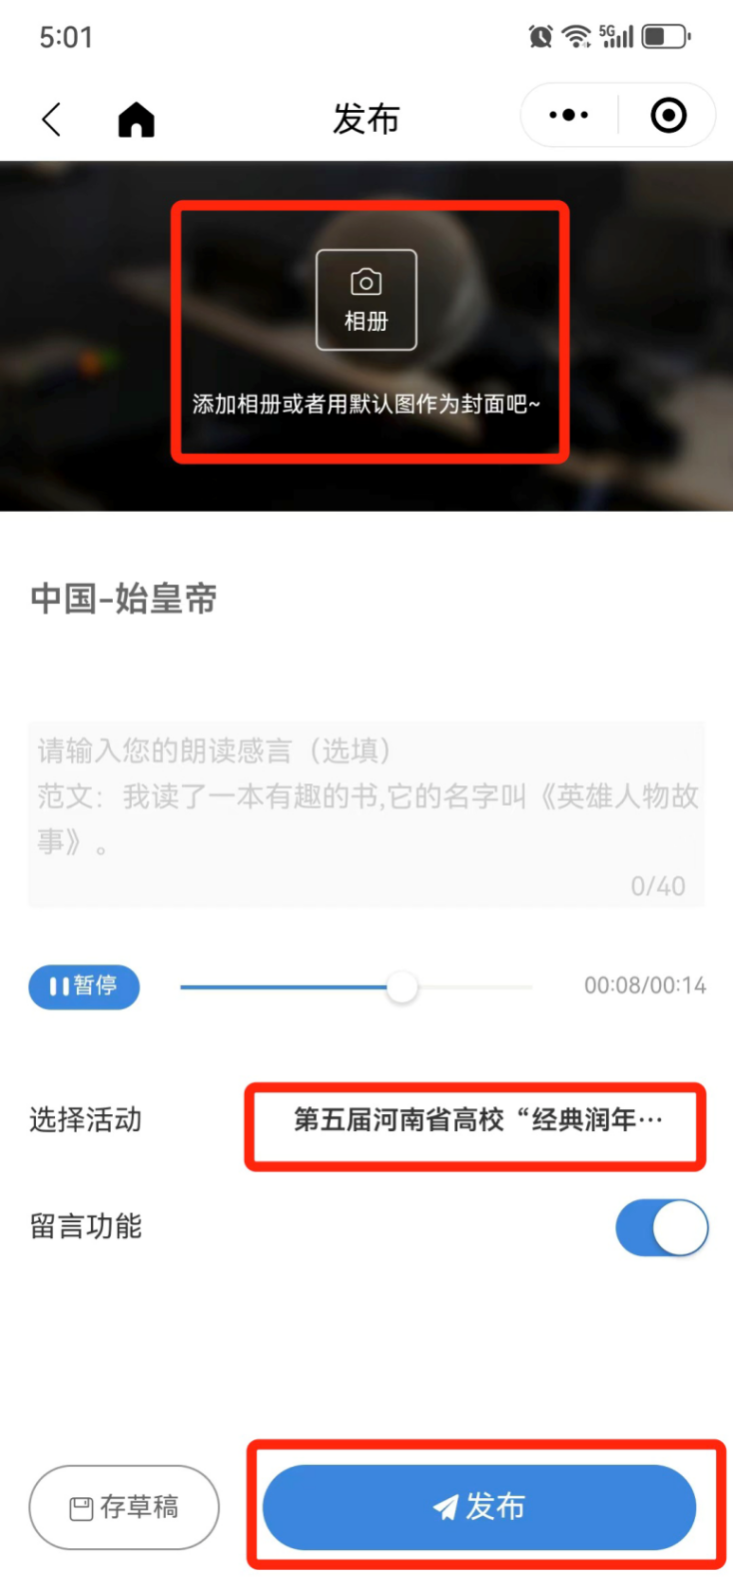 5:01
5G
发布
相册
添加相册或者用默认图作为封面吧~
中国-始皇帝
请输入您的朗读感言（选填）
范文：我读了一本有趣的书,它的名字叫《英雄人物故
事》。
0/40
暂停
00:08/00:14
选择活动
第五届河南省高校“经典润年…
留言功能
存草稿
发布